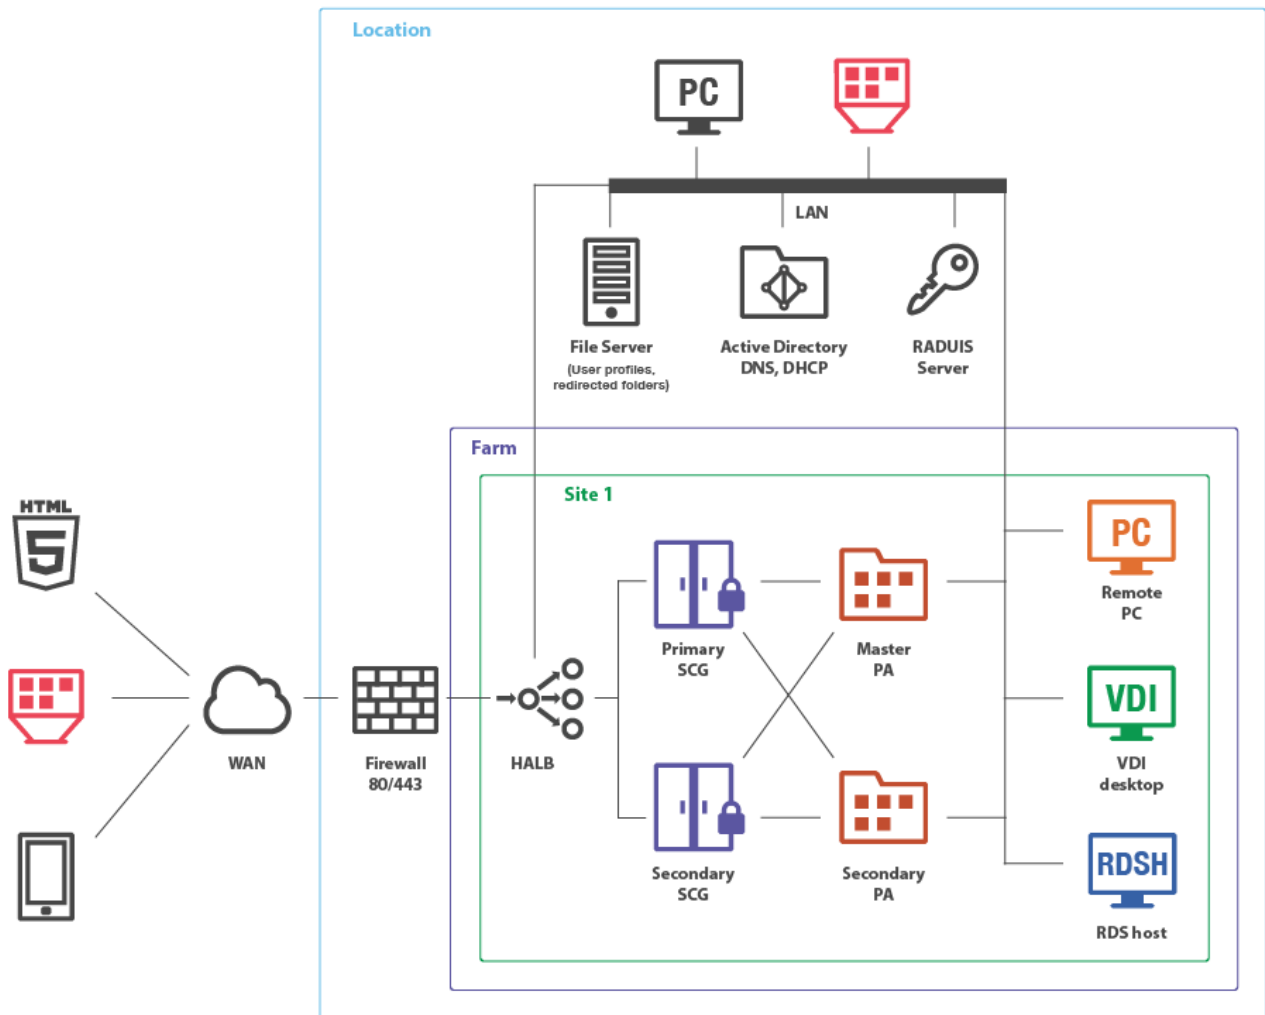 Location
PC
LAN
File Server
(User profiles,
redirected folders)
Active Directory
DNS, DHCP
RADUIS
Server
Farm
Site 1
HTML
5
WAN
Firewall
80/443
HALB
Primary
SCG
Secondary
SCG
Master
PA
Secondary
PA
PC
Remote
PC
VDI
VDI
desktop
RDSH
RDS host